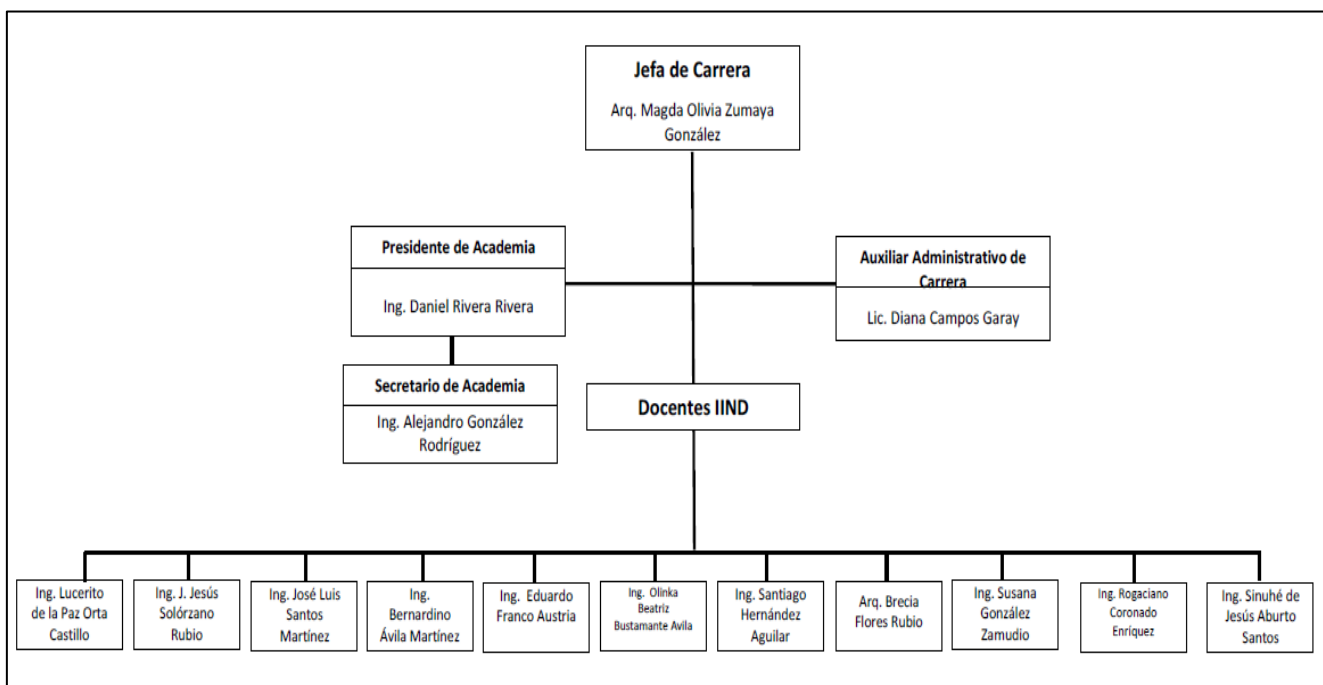 Jefa de Carrera
Arq. Magda Olivia Zumaya
González
Presidente de Academia
Ing. Daniel Rivera Rivera
Auxiliar Administrativo de
Carrera
Lic. Diana Campos Garay
Secretario de Academia
Ing. Alejandro González
Rodríguez
Docentes IIND
Ing. Lucerito
de la Paz Orta
Castillo
Ing. J. Jesús
Solórzano
Rubio
Ing. José Luis
Santos
Martínez
Ing.
Bernardino
Ávila Martínez
Ing. Eduardo
Franco Austria
Ing. Olinka
Beatriz
Bustamante Avila
Ing. Santiago
Hernández
Aguilar
Arq. Brecia
Flores Rubio
Ing. Susana
González
Zamudio
Ing. Rogaciano
Coronado
Enríquez
Ing. Sinuhé de
Jesús Aburto
Santos